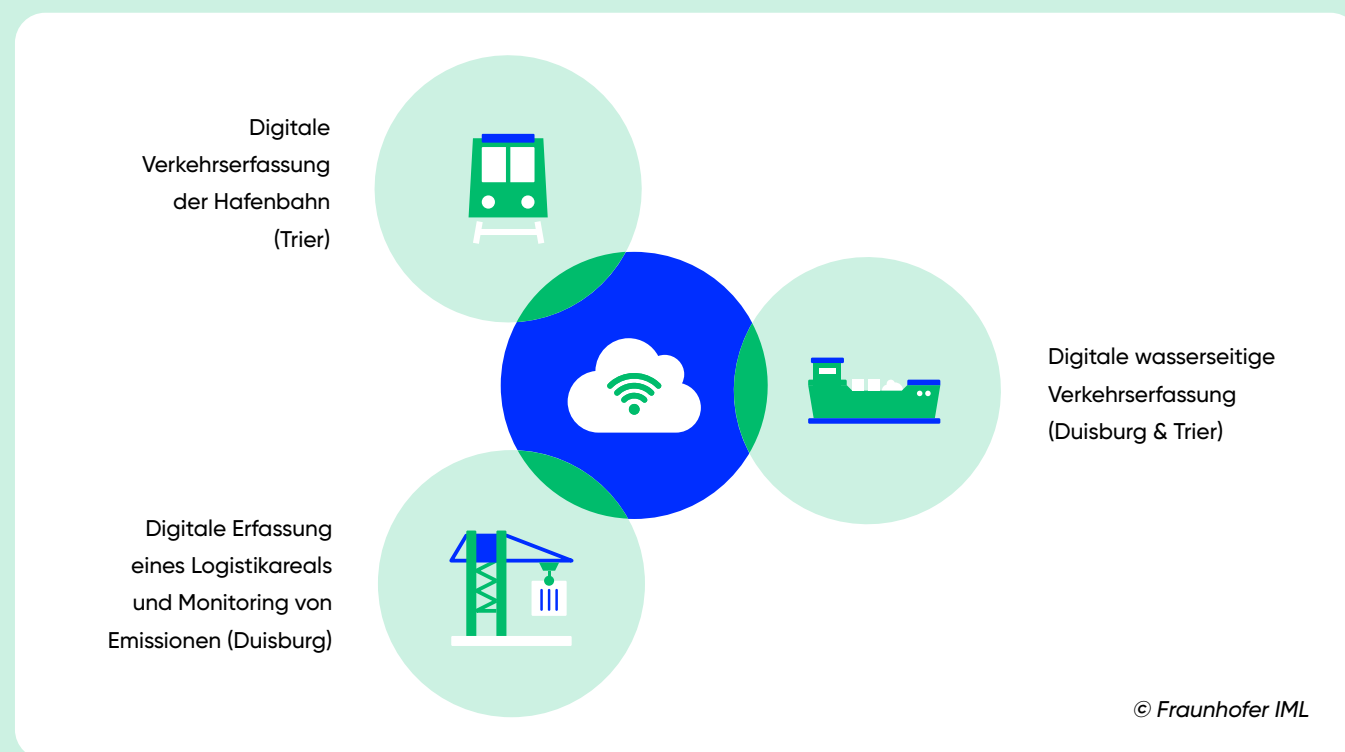 Digitale
Verkehrserfassung
der Hafenbahn
(Trier)
Digitale wasserseitige
Verkehrserfassung
(Duisburg & Trier)
Digitale Erfassung
eines Logistikareals
und Monitoring von
Emissionen (Duisburg)
© Fraunhofer IML